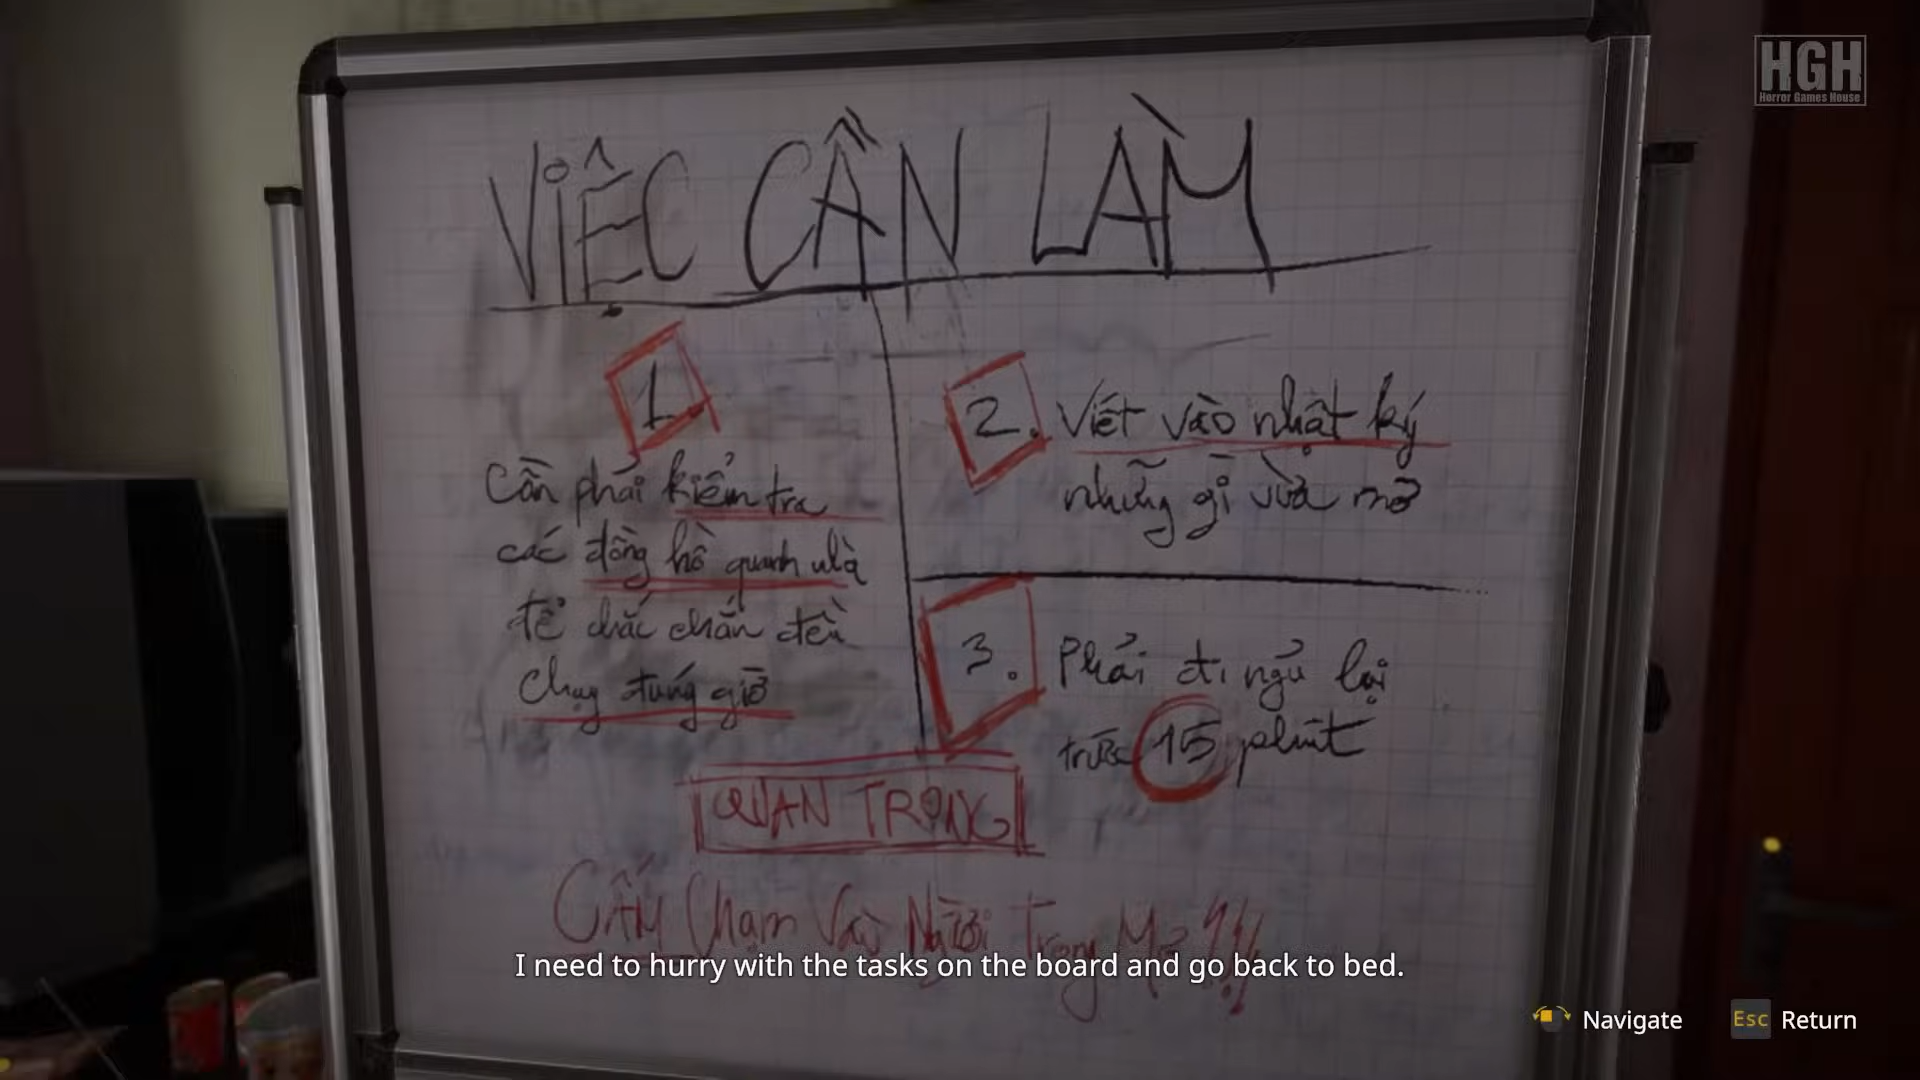 HGH
Horror Games House
VIỆC CẦN LÀM
1
Cần phải kiểm tra
các đồng hồ quanh nhà
để chắc chắn đều
chạy đúng giờ
2. Viết vào nhật ký
những gì vừa mơ
3. Phải đi ngủ lại
trước 15 phút
QUAN TRỌNG
CẤM Chạm Vào Người Trong Mơ !!!
I need to hurry with the tasks on the board and go back to bed.
Navigate
Esc Return